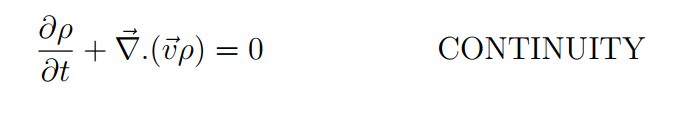 ∂ρ/∂t + ∇⃗.(v⃗ρ) = 0 CONTINUITY